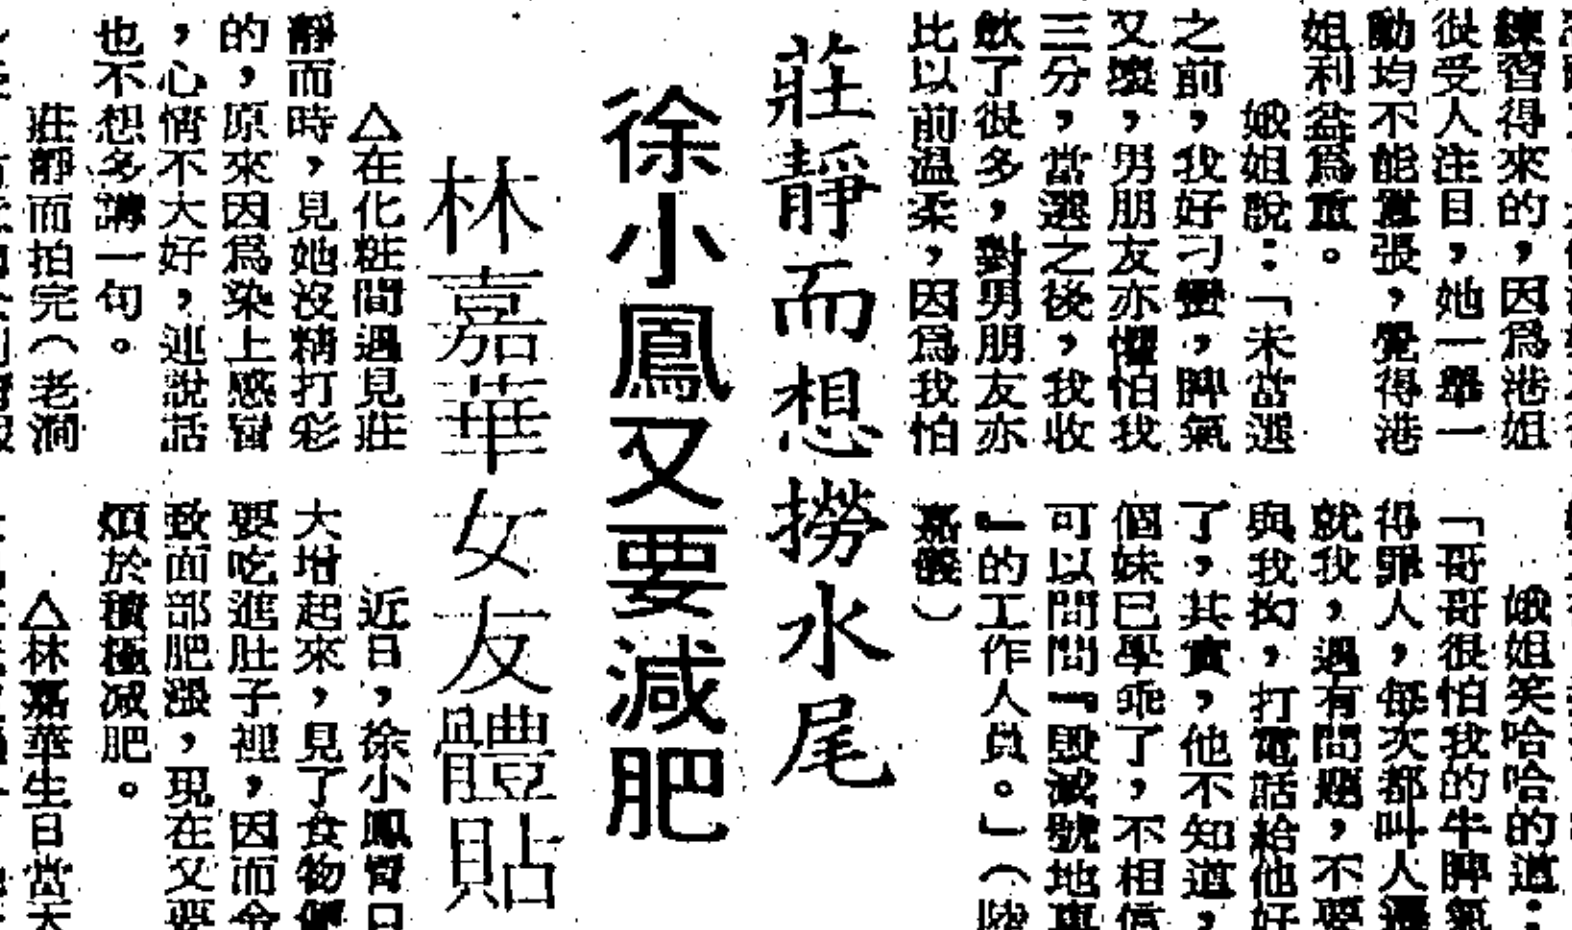 練習得來的，因為港姐
很受人注目，她一舉一
動均不能囂張，覺得港
姐利益為重。
娥姐說：「未當選
之前，我好刁蠻，脾氣
又壞，男朋友亦懼怕我
三分，當選之後，我收
歛了很多，對男朋友亦
比以前温柔，因為我怕
娥姐笑哈哈的道：
「哥哥很怕我的牛脾氣
得罪人，每次都叫人遷
就我，遇有問題，不要
與我拗，打電話給他好
了，其實，他不知道，
個妹已學乖了，不相信
可以問問『毀滅號地車
』的工作人員。」（陸
嘉儀）
莊靜而想撈水尾
徐小鳳又要減肥
林嘉華女友體貼
△在化粧間遇見莊
靜而時，見她沒精打彩
的，原來因為染上感冒
，心情不大好，連說話
也不想多講一句。
莊靜而拍完（老澗
近日，徐小鳳胃口
大增起來，見了食物便
要吃進肚子裡，因而令
致面部肥漲，現在又要
煩於積極减肥。
△林嘉華生日當天